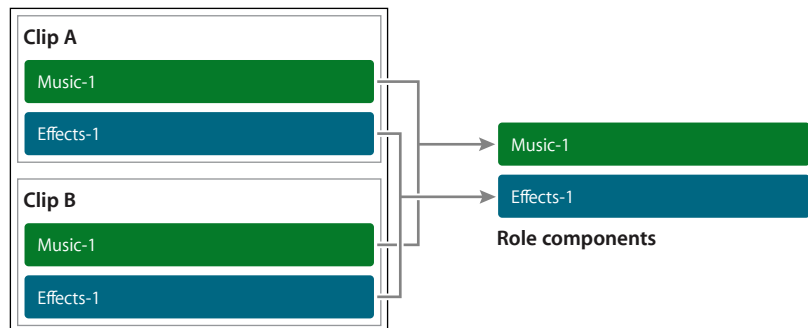 Clip A
Music-1
Effects-1
Clip B
Music-1
Effects-1
Music-1
Effects-1
Role components